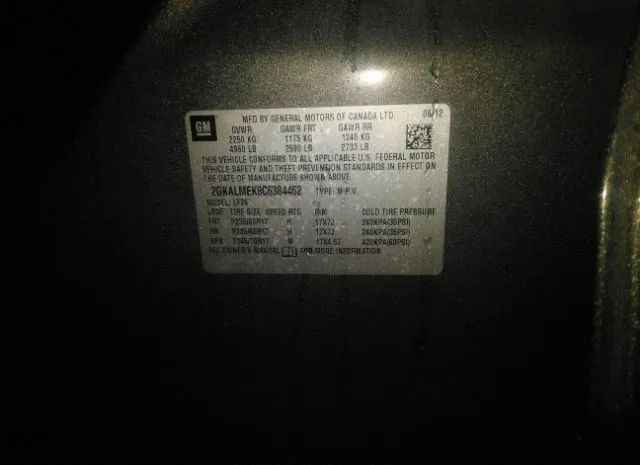 GM
MFD BY GENERAL MOTORS OF CANADA LTD. 06/12
GVWR GAWR FRT GAWR RR
2250 KG 1175 KG 1240 KG
4960 LB 2590 LB 2733 LB
THIS VEHICLE CONFORMS TO ALL APPLICABLE U.S. FEDERAL MOTOR
VEHICLE SAFETY AND THEFT PREVENTION STANDARDS IN EFFECT ON
THE DATE OF MANUFACTURE SHOWN ABOVE.
2GKALMEK8C6384462 TYPE: M.P.V.
MODEL: LF26
TIRE SIZE SPEED RTG RIM COLD TIRE PRESSURE
FRT P235/60R17 H 17X7J 240KPA(35PSI)
RR P235/60R17 H 17X7J 240KPA(35PSI)
SPA T145/70R17 M 17X4.5T 420KPA(60PSI)
SEE OWNER'S MANUAL FOR MORE INFORMATION.